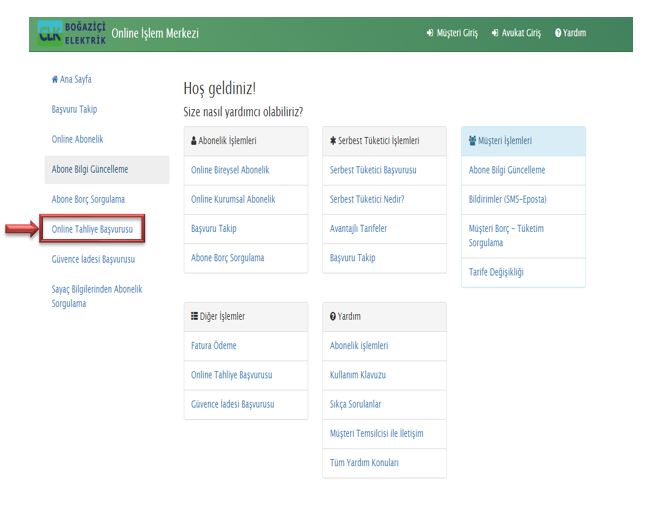 CLK BOĞAZİÇİ ELEKTRİK Online İşlem Merkezi
Müşteri Giriş Avukat Giriş Yardım
Ana Sayfa
Başvuru Takip
Online Abonelik
Abone Bilgi Güncelleme
Abone Borç Sorgulama
Online Tahliye Başvurusu
Güvence İadesi Başvurusu
Sayaç Bilgilerinden Abonelik
Sorgulama
Hoş geldiniz!
Size nasıl yardımcı olabiliriz?
Abonelik İşlemleri
Online Bireysel Abonelik
Online Kurumsal Abonelik
Başvuru Takip
Abone Borç Sorgulama
Serbest Tüketici İşlemleri
Serbest Tüketici Başvurusu
Serbest Tüketici Nedir?
Avantajlı Tarifeler
Başvuru Takip
Müşteri İşlemleri
Abone Bilgi Güncelleme
Bildirimler (SMS-Eposta)
Müşteri Borç - Tüketim
Sorgulama
Tarife Değişikliği
Diğer İşlemler
Fatura Ödeme
Online Tahliye Başvurusu
Güvence İadesi Başvurusu
Yardım
Abonelik işlemleri
Kullanım Klavuzu
Sıkça Sorulanlar
Müşteri Temsilcisi ile İletişim
Tüm Yardım Konuları